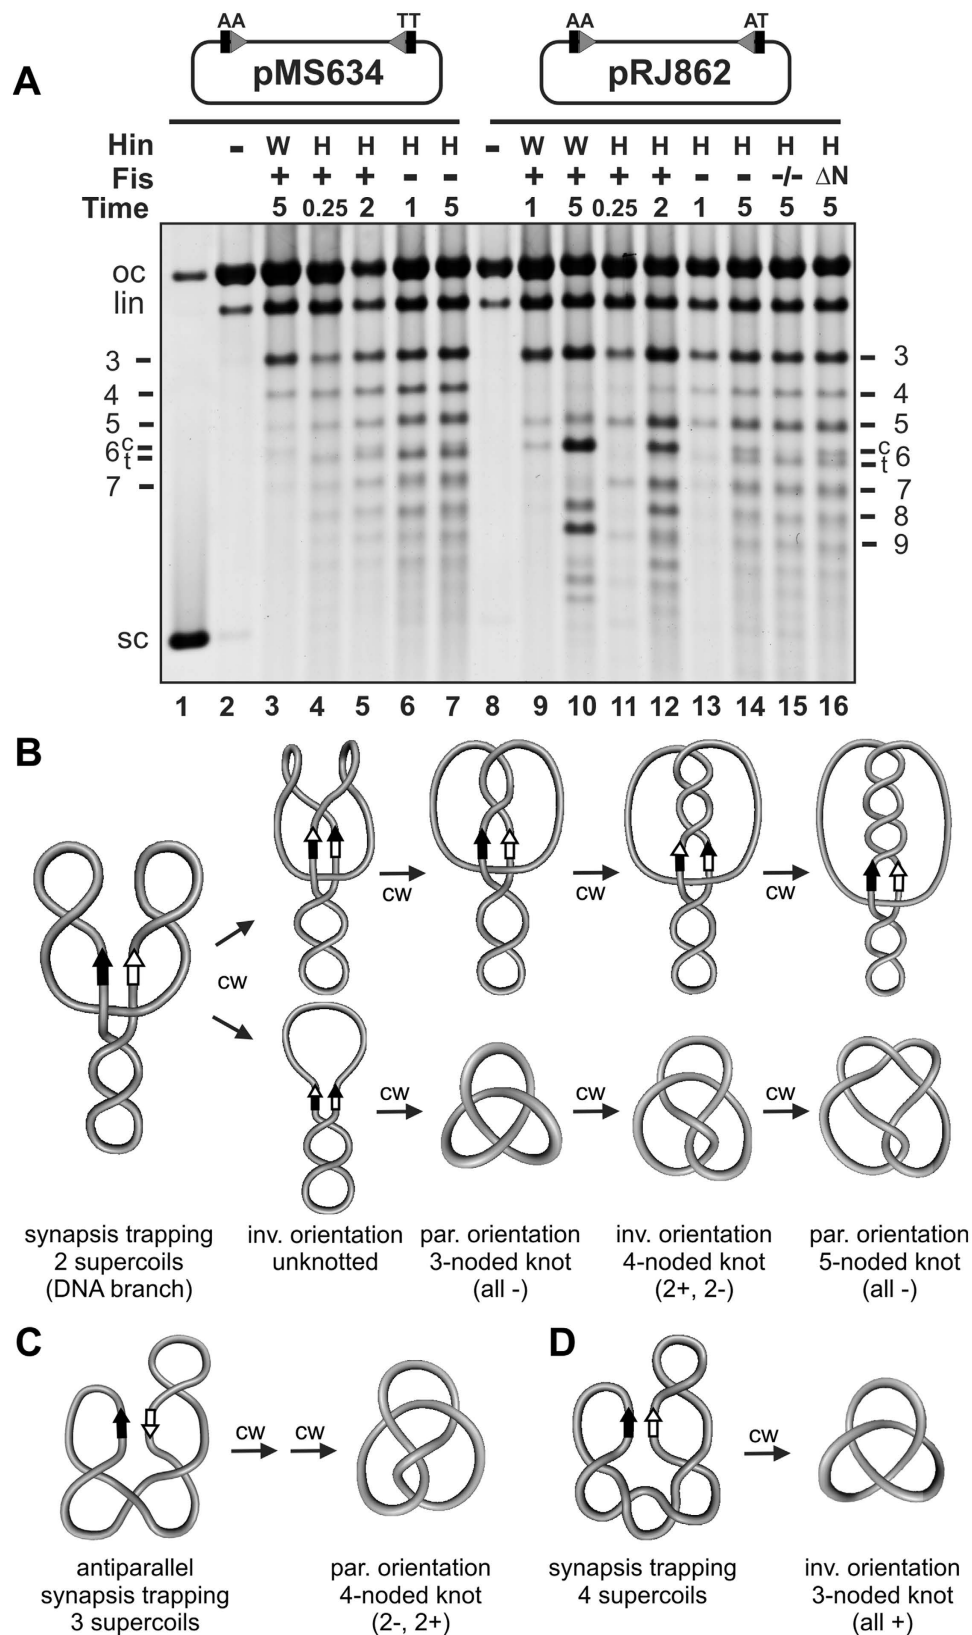 A
AA TT AA AT
pMS634 pRJ862
Hin - W H H H H - W W H H H H H H
Fis + + + - - + + + + - - -/- ΔN
Time 5 0.25 2 1 5 1 5 0.25 2 1 5 5 5
oc
lin
3 3
4 4
5 5
6 c t c t 6
7 7
8
9
sc
1 2 3 4 5 6 7 8 9 10 11 12 13 14 15 16
B
cw cw cw cw
cw cw cw
synapsis trapping inv. orientation par. orientation inv. orientation par. orientation
2 supercoils unknotted 3-noded knot 4-noded knot 5-noded knot
(DNA branch) (all -) (2+, 2-) (all -)
C D
cw cw cw
antiparallel par. orientation synapsis trapping inv. orientation
synapsis trapping 4-noded knot 4 supercoils 3-noded knot
3 supercoils (2-, 2+) (all +)